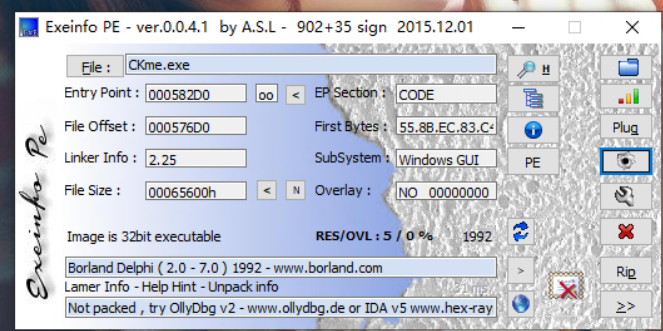 Exeinfo PE - ver.0.0.4.1 by A.S.L - 902+35 sign 2015.12.01
File : CKme.exe H
Entry Point : 000582D0 oo < EP Section : CODE
File Offset : 000576D0 First Bytes : 55.8B.EC.83.C4 Plug
Linker Info : 2.25 SubSystem : Windows GUI PE
File Size : 00065600h < N Overlay : NO 00000000
Image is 32bit executable RES/OVL : 5 / 0 % 1992
Borland Delphi ( 2.0 - 7.0 ) 1992 - www.borland.com > Rip
Lamer Info - Help Hint - Unpack info
Not packed , try OllyDbg v2 - www.ollydbg.de or IDA v5 www.hex-ray >>
Exeinfo Pe